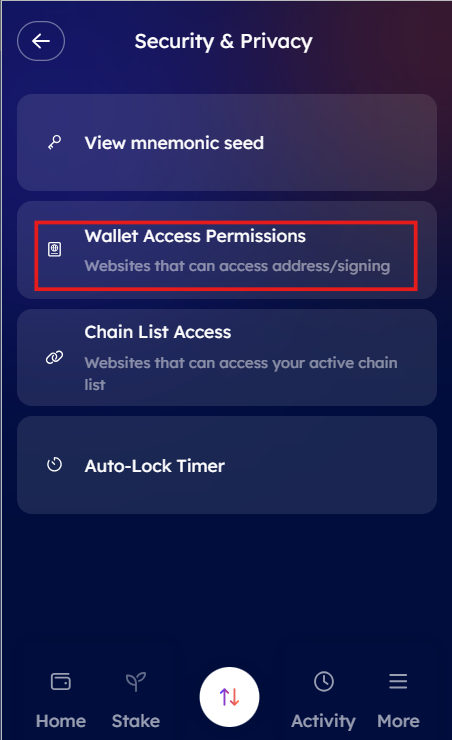 Security & Privacy
View mnemonic seed
Wallet Access Permissions
Websites that can access address/signing
Chain List Access
Websites that can access your active chain
list
Auto-Lock Timer
Home
Stake
Activity
More